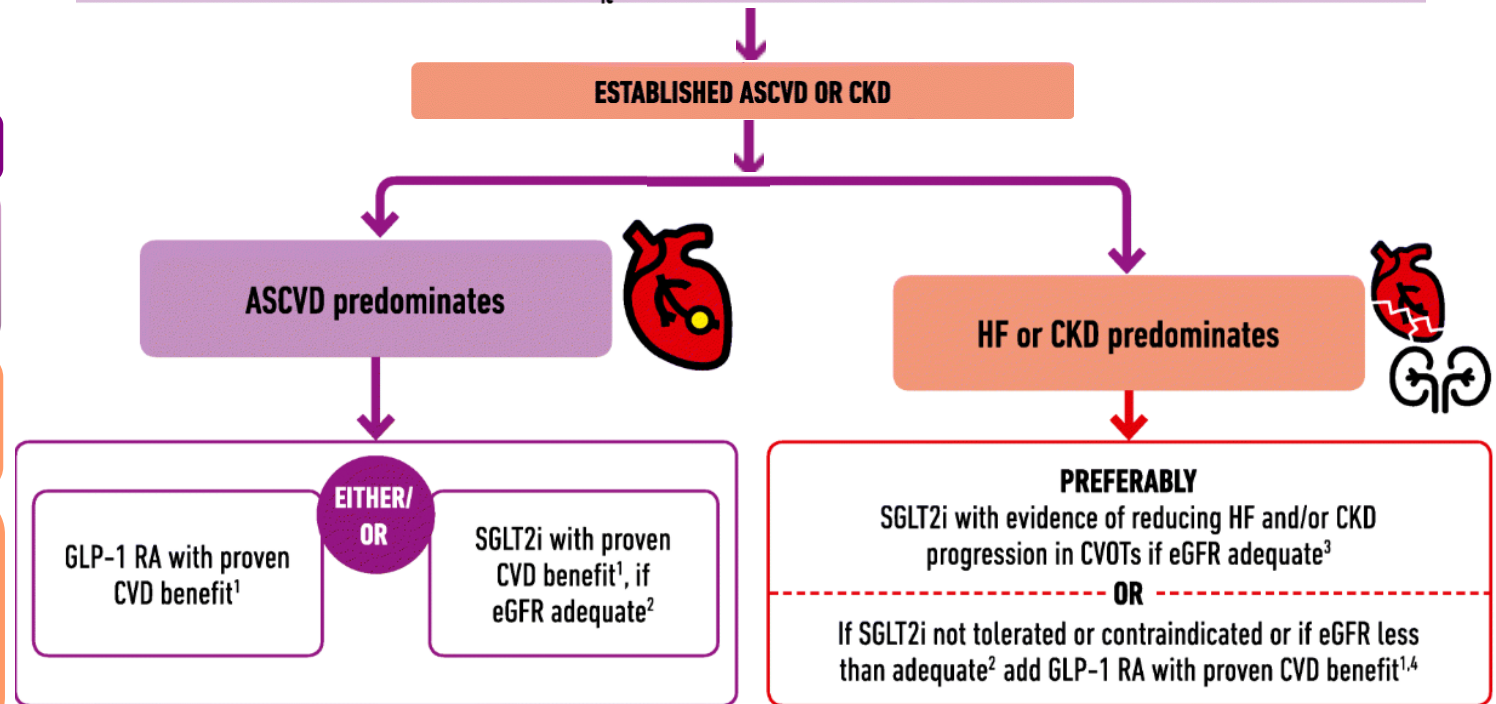 ESTABLISHED ASCVD OR CKD
ASCVD predominates
HF or CKD predominates
EITHER/
OR
GLP-1 RA with proven
CVD benefit¹
SGLT2i with proven
CVD benefit¹, if
eGFR adequate²
PREFERABLY
SGLT2i with evidence of reducing HF and/or CKD
progression in CVOTs if eGFR adequate³
OR
If SGLT2i not tolerated or contraindicated or if eGFR less
than adequate² add GLP-1 RA with proven CVD benefit¹,⁴